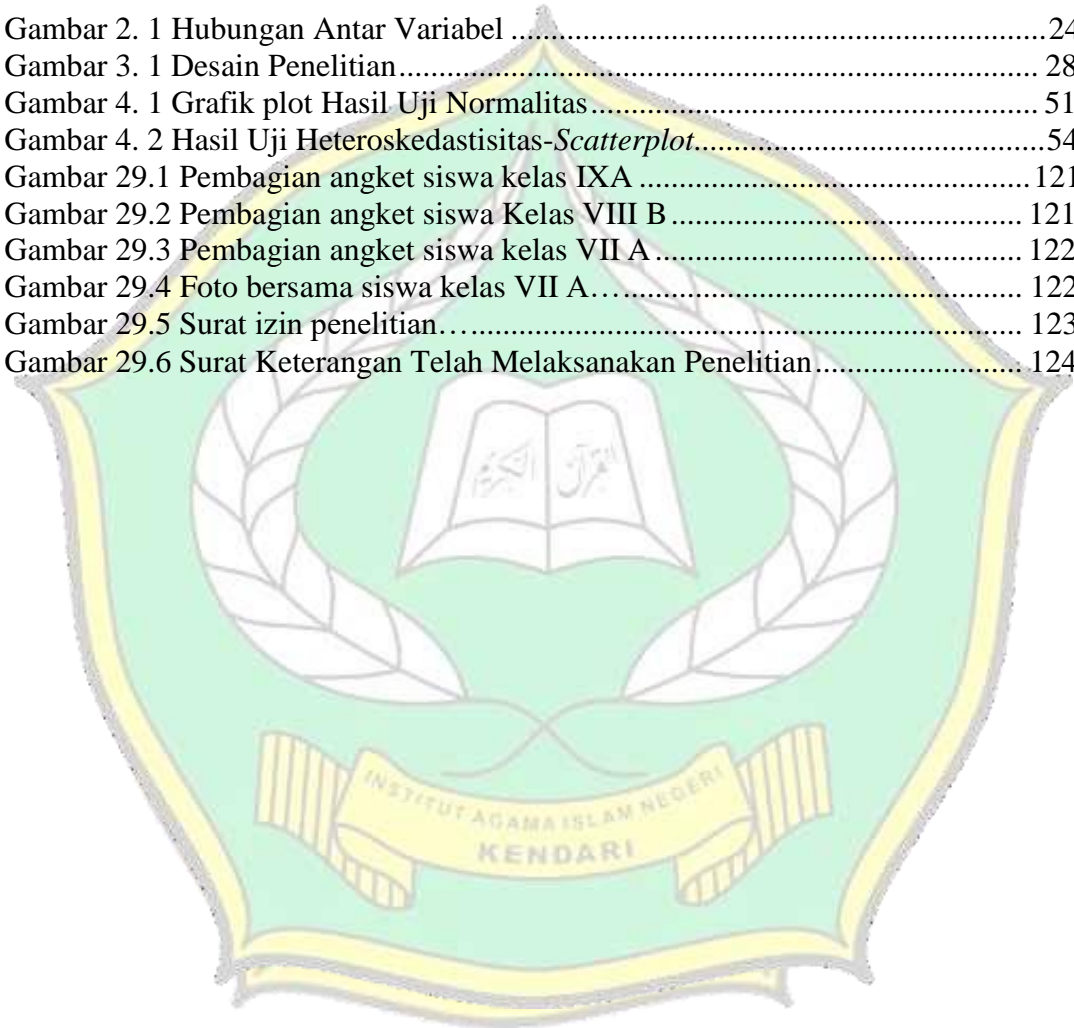 Gambar 2. 1 Hubungan Antar Variabel ..........................................................................24
Gambar 3. 1 Desain Penelitian......................................................................................... 28
Gambar 4. 1 Grafik plot Hasil Uji Normalitas.............................................................. 51
Gambar 4. 2 Hasil Uji Heteroskedastisitas-Scatterplot................................................54
Gambar 29.1 Pembagian angket siswa kelas IXA ......................................................121
Gambar 29.2 Pembagian angket siswa Kelas VIII B................................................. 121
Gambar 29.3 Pembagian angket siswa kelas VII A................................................... 122
Gambar 29.4 Foto bersama siswa kelas VII A…........................................................ 122
Gambar 29.5 Surat izin penelitian…............................................................................. 123
Gambar 29.6 Surat Keterangan Telah Melaksanakan Penelitian............................. 124
INSTITUT AGAMA ISLAM NEGERI
KENDARI